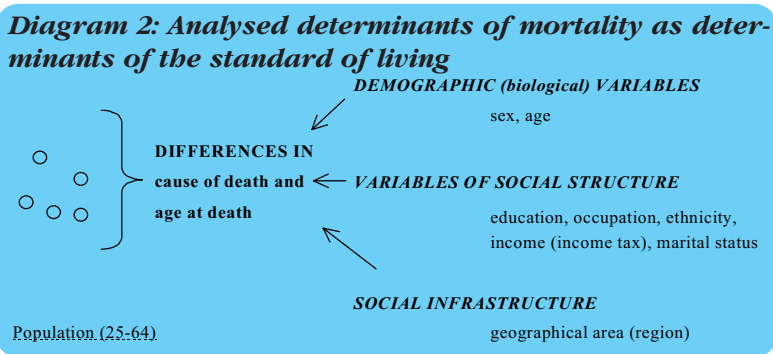 Diagram 2: Analysed determinants of mortality as deter-
minants of the standard of living
DEMOGRAPHIC (biological) VARIABLES
sex, age
DIFFERENCES IN
cause of death and
age at death
VARIABLES OF SOCIAL STRUCTURE
education, occupation, ethnicity,
income (income tax), marital status
SOCIAL INFRASTRUCTURE
geographical area (region)
Population (25-64)